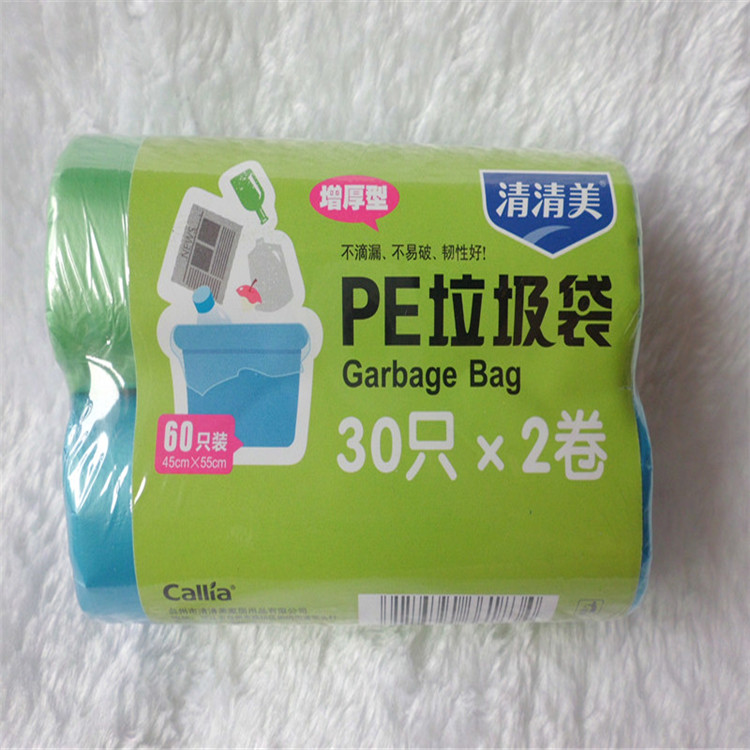 清清美
增厚型
NEWS
不滴漏、不易破、韧性好!
PE垃圾袋
Garbage Bag
60只装
45cm×55cm
30只×2卷
Callia®